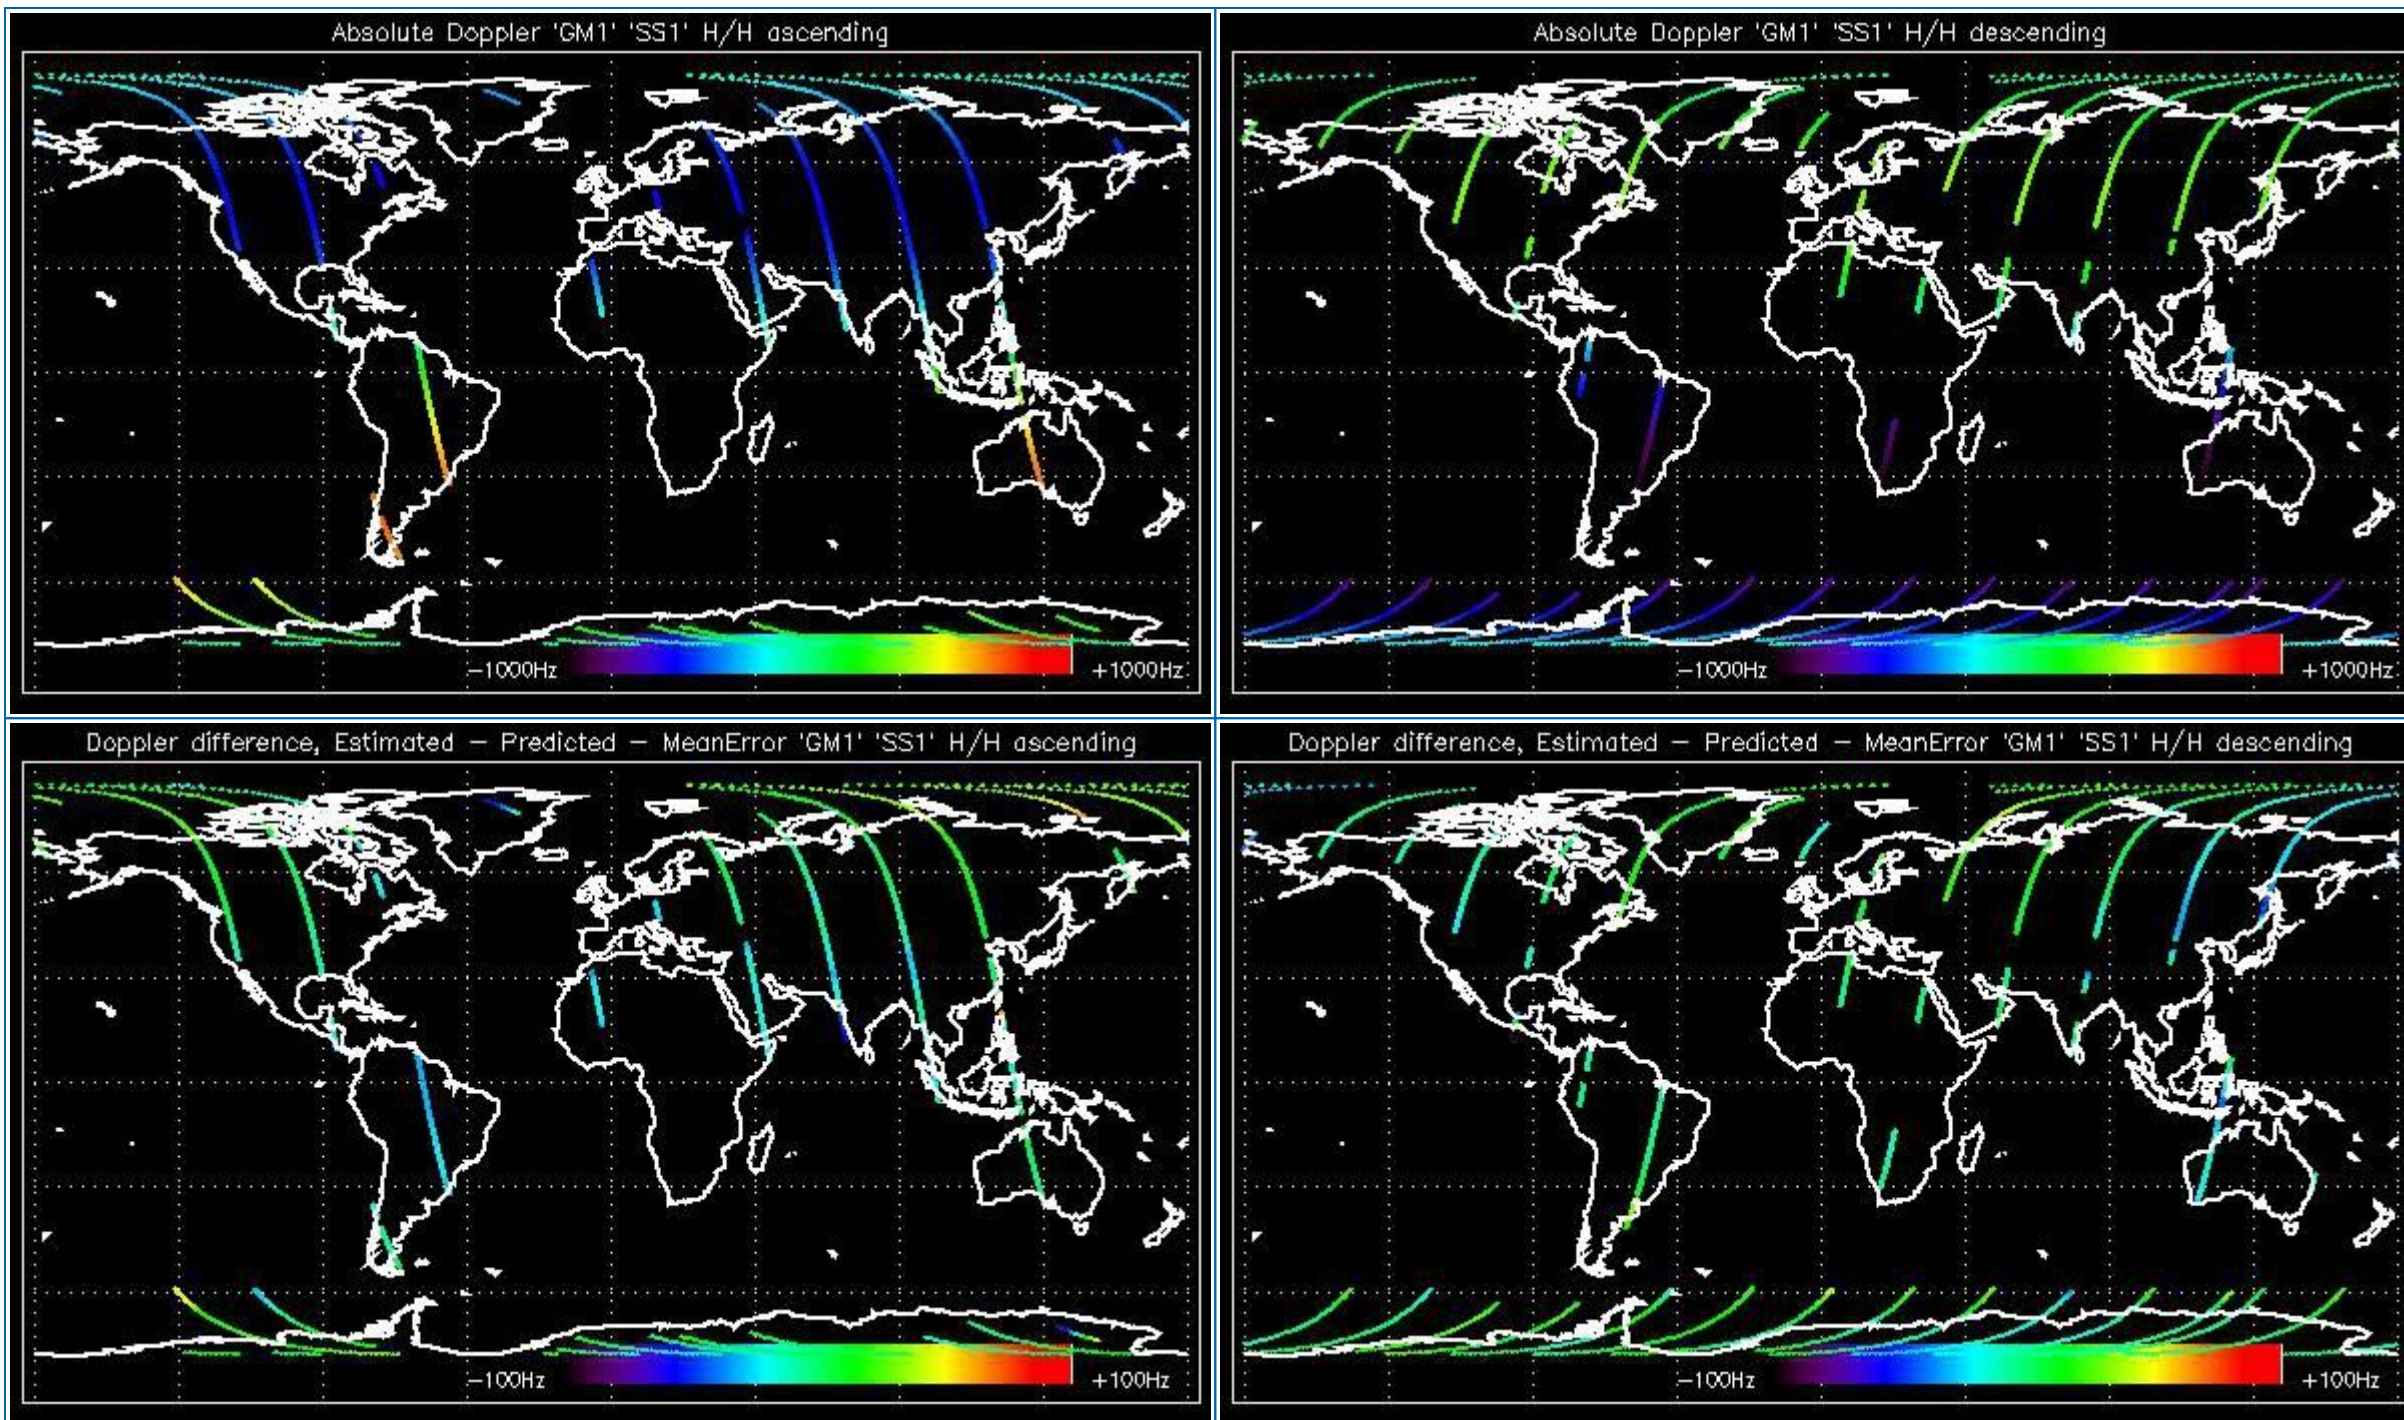 Absolute Doppler 'GM1' 'SS1' H/H ascending
-1000Hz
+1000Hz
Absolute Doppler 'GM1' 'SS1' H/H descending
-1000Hz
+1000Hz
Doppler difference, Estimated - Predicted - MeanError 'GM1' 'SS1' H/H ascending
-100Hz
+100Hz
Doppler difference, Estimated - Predicted - MeanError 'GM1' 'SS1' H/H descending
-100Hz
+100Hz